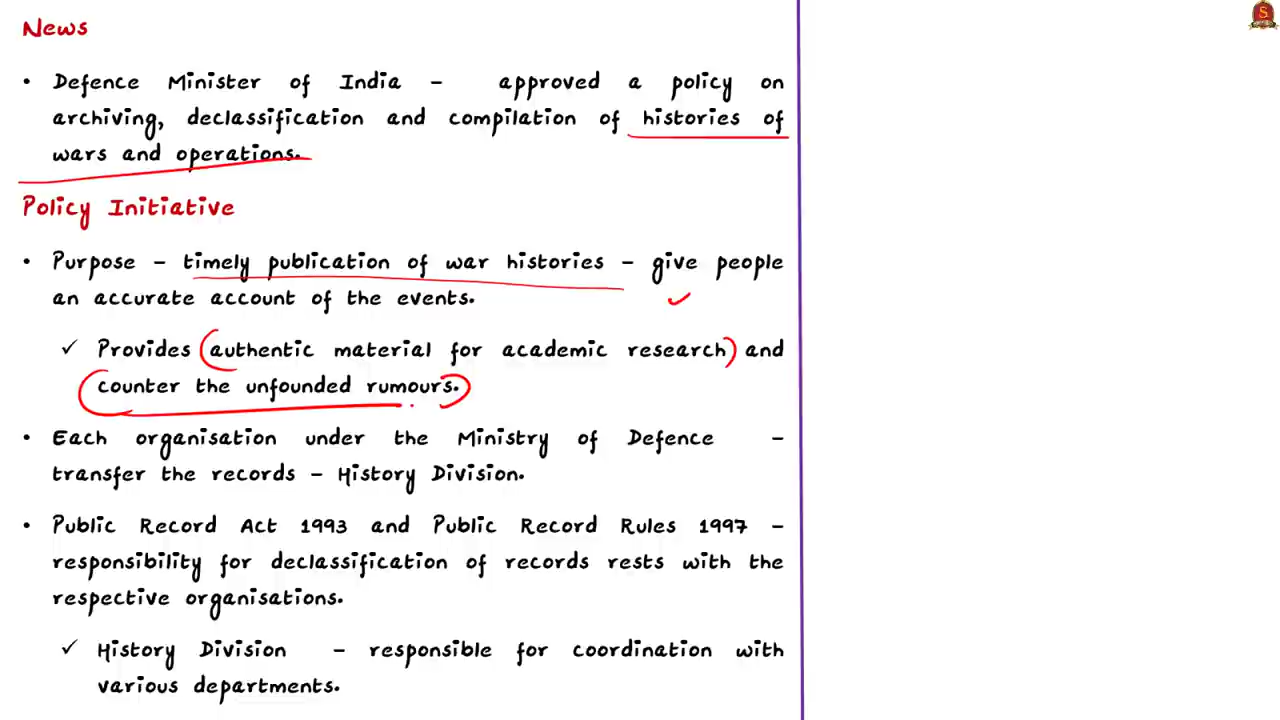 News
• Defence Minister of India – approved a policy on
archiving, declassification and compilation of histories of
wars and operations.
Policy Initiative
• Purpose – timely publication of war histories – give people
an accurate account of the events.
✓ Provides (authentic material for academic research) and
(counter the unfounded rumours.)
• Each organisation under the Ministry of Defence –
transfer the records – History Division.
• Public Record Act 1993 and Public Record Rules 1997 –
responsibility for declassification of records rests with the
respective organisations.
✓ History Division – responsible for coordination with
various departments.
S